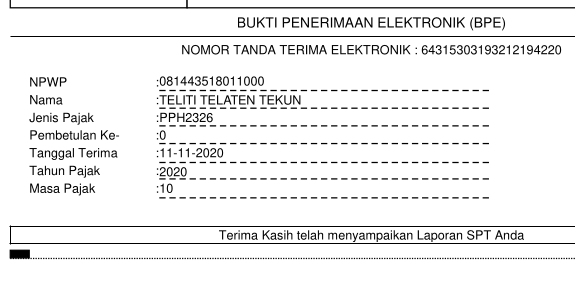 BUKTI PENERIMAAN ELEKTRONIK (BPE)
NOMOR TANDA TERIMA ELEKTRONIK : 64315303193212194220
NPWP :081443518011000
Nama :TELITI TELATEN TEKUN
Jenis Pajak :PPH2326
Pembetulan Ke- :0
Tanggal Terima :11-11-2020
Tahun Pajak :2020
Masa Pajak :10
Terima Kasih telah menyampaikan Laporan SPT Anda